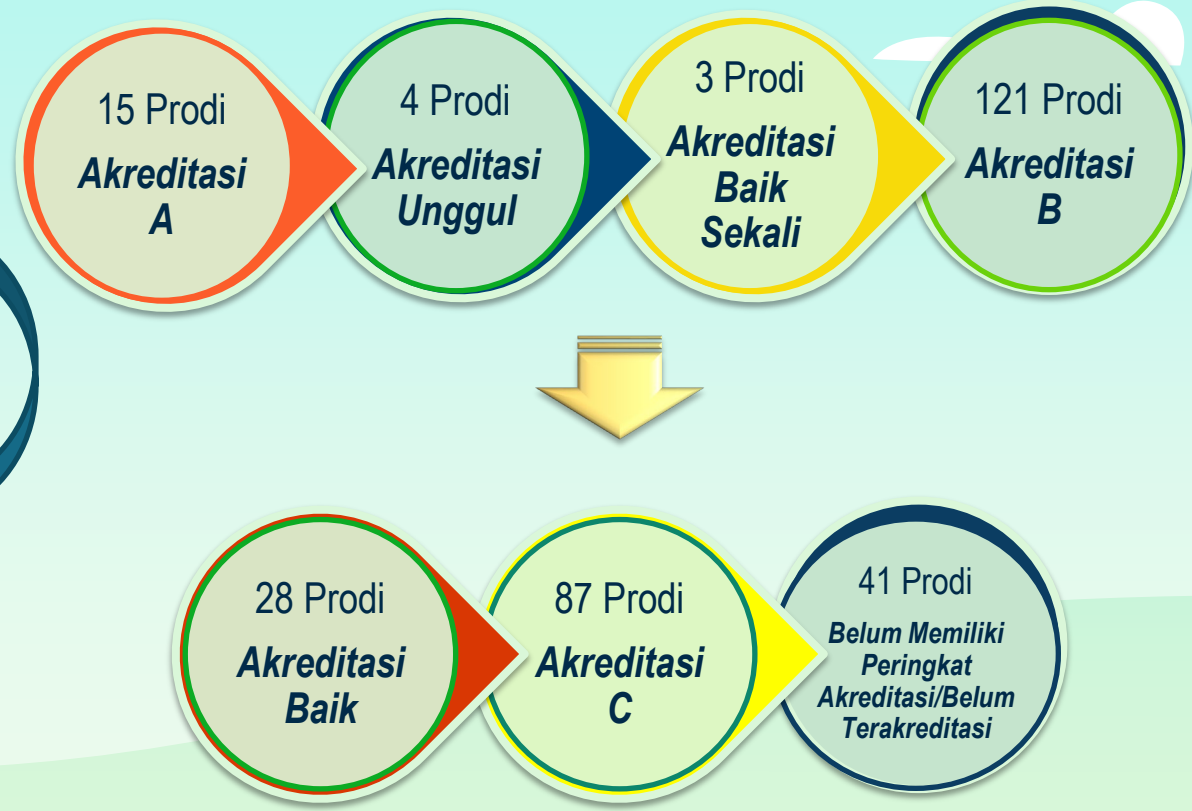 15 Prodi
Akreditasi
A
4 Prodi
Akreditasi
Unggul
3 Prodi
Akreditasi
Baik
Sekali
121 Prodi
Akreditasi
B
28 Prodi
Akreditasi
Baik
87 Prodi
Akreditasi
C
41 Prodi
Belum Memiliki
Peringkat
Akreditasi/Belum
Terakreditasi